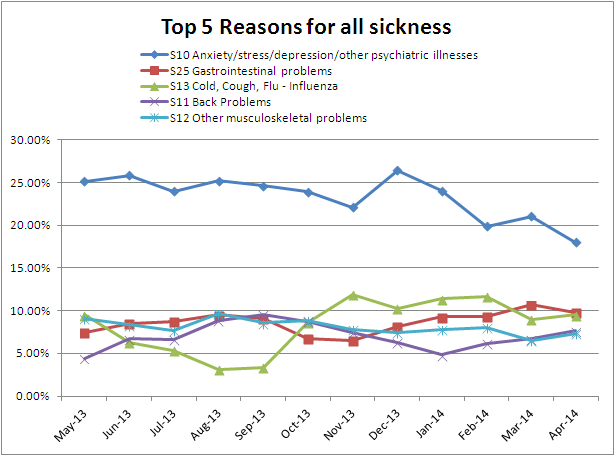 Top 5 Reasons for all sickness
S10 Anxiety/stress/depression/other psychiatric illnesses
S25 Gastrointestinal problems
S13 Cold, Cough, Flu - Influenza
S11 Back Problems
S12 Other musculoskeletal problems
30.00%
25.00%
20.00%
15.00%
10.00%
5.00%
0.00%
May-13
Jun-13
Jul-13
Aug-13
Sep-13
Oct-13
Nov-13
Dec-13
Jan-14
Feb-14
Mar-14
Apr-14